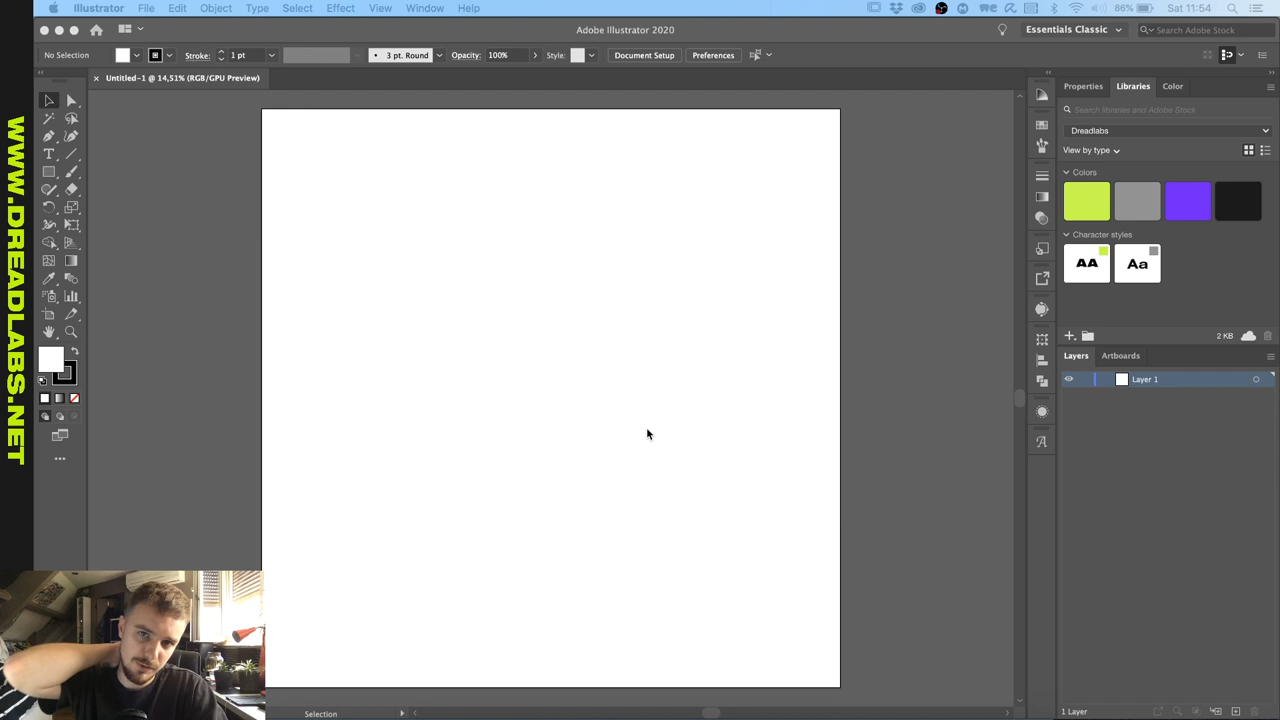 Illustrator File Edit Object Type Select Effect View Window Help 86% Sat 11:54
Adobe Illustrator 2020 Essentials Classic Search Adobe Stock
No Selection Stroke: 1 pt 3 pt. Round Opacity: 100% Style: Document Setup Preferences
Untitled-1 @ 14,51% (RGB/GPU Preview)
Properties Libraries Color
Search libraries and Adobe Stock
Dreadlabs
View by type
Colors
Character styles
AA Aa
2 KB
Layers Artboards
Layer 1
WWW.DREADLABS.NET
Selection
1 Layer